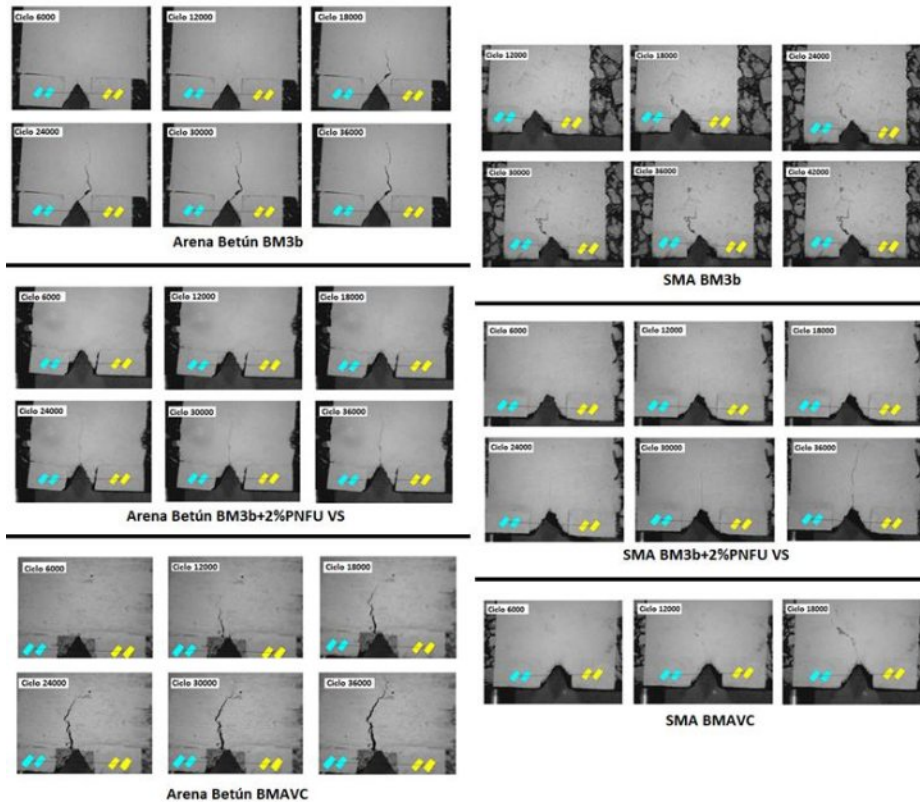 Ciclo 6000
Ciclo 12000
Ciclo 18000
Ciclo 24000
Ciclo 30000
Ciclo 36000
Arena Betún BM3b
Ciclo 6000
Ciclo 12000
Ciclo 18000
Ciclo 24000
Ciclo 30000
Ciclo 36000
Arena Betún BM3b+2%PNFU VS
Ciclo 6000
Ciclo 12000
Ciclo 18000
Ciclo 24000
Ciclo 30000
Ciclo 36000
Arena Betún BMAVC
Ciclo 12000
Ciclo 18000
Ciclo 24000
Ciclo 30000
Ciclo 36000
Ciclo 42000
SMA BM3b
Ciclo 6000
Ciclo 12000
Ciclo 18000
Ciclo 24000
Ciclo 30000
Ciclo 36000
SMA BM3b+2%PNFU VS
Ciclo 6000
Ciclo 12000
Ciclo 18000
SMA BMAVC